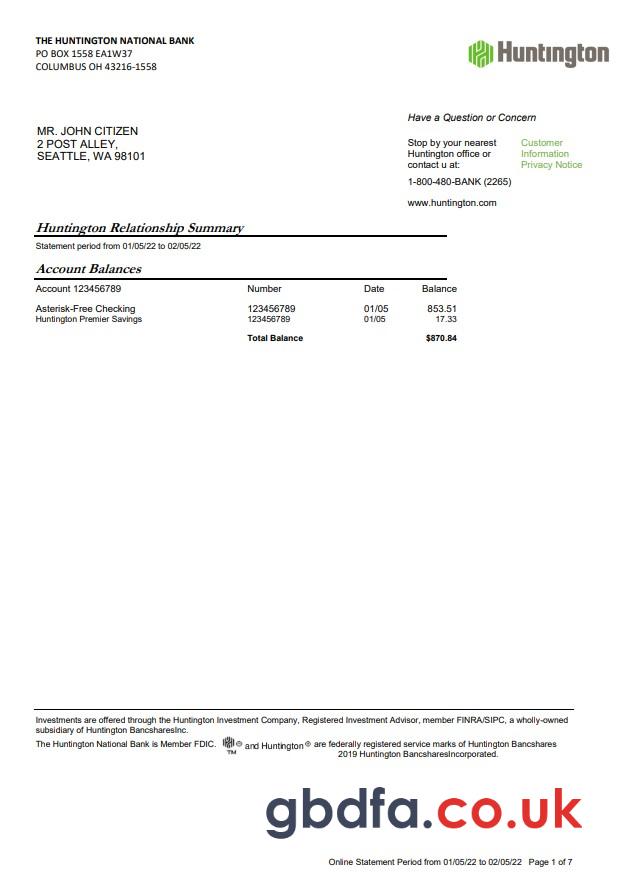 THE HUNTINGTON NATIONAL BANK
PO BOX 1558 EA1W37
COLUMBUS OH 43216-1558
Huntington
Have a Question or Concern
MR. JOHN CITIZEN
2 POST ALLEY,
SEATTLE, WA 98101
Stop by your nearest
Huntington office or
contact u at:
Customer
Information
Privacy Notice
1-800-480-BANK (2265)
www.huntington.com
Huntington Relationship Summary
Statement period from 01/05/22 to 02/05/22
Account Balances
Account 123456789 Number Date Balance
Asterisk-Free Checking 123456789 01/05 853.51
Huntington Premier Savings 123456789 01/05 17.33
Total Balance $870.84
Investments are offered through the Huntington Investment Company, Registered Investment Advisor, member FINRA/SIPC, a wholly-owned
subsidiary of Huntington BancsharesInc.
The Huntington National Bank is Member FDIC. ™ ® and Huntington ® are federally registered service marks of Huntington Bancshares
2019 Huntington BancsharesIncorporated.
gbdfa.co.uk
Online Statement Period from 01/05/22 to 02/05/22 Page 1 of 7